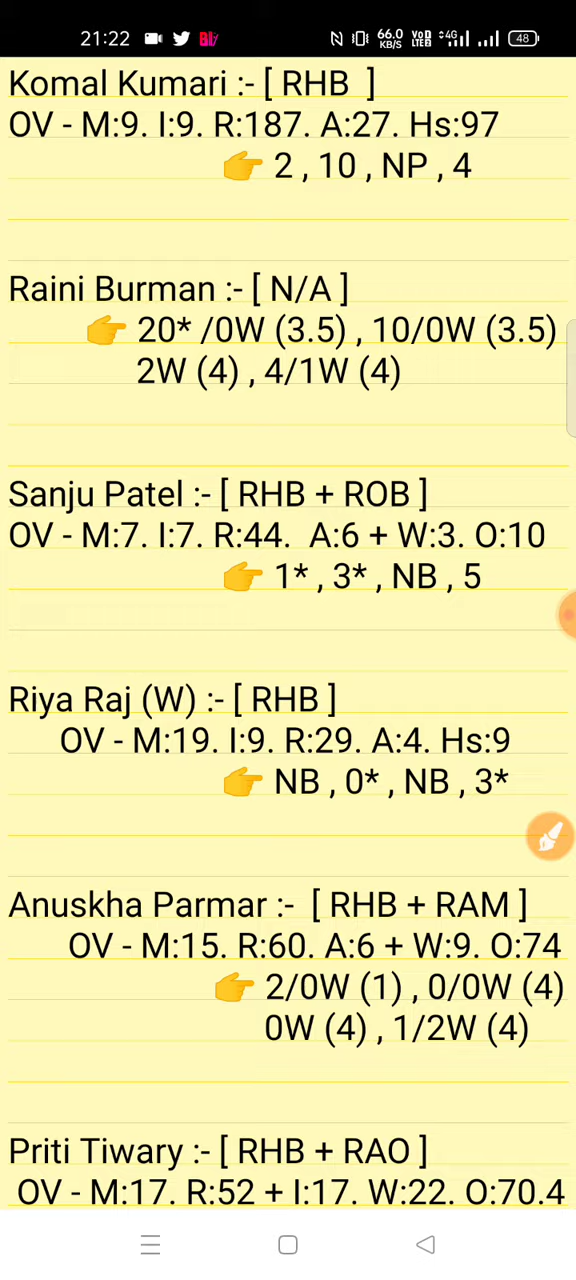 21:22 66.0 KB/S VoD LTE2 4G 48
Komal Kumari :- [ RHB ]
OV - M:9. I:9. R:187. A:27. Hs:97
👉 2 , 10 , NP , 4
Raini Burman :- [ N/A ]
👉 20* /0W (3.5) , 10/0W (3.5)
2W (4) , 4/1W (4)
Sanju Patel :- [ RHB + ROB ]
OV - M:7. I:7. R:44. A:6 + W:3. O:10
👉 1* , 3* , NB , 5
Riya Raj (W) :- [ RHB ]
OV - M:19. I:9. R:29. A:4. Hs:9
👉 NB , 0* , NB , 3*
Anuskha Parmar :- [ RHB + RAM ]
OV - M:15. R:60. A:6 + W:9. O:74
👉 2/0W (1) , 0/0W (4)
0W (4) , 1/2W (4)
Priti Tiwary :- [ RHB + RAO ]
OV - M:17. R:52 + I:17. W:22. O:70.4